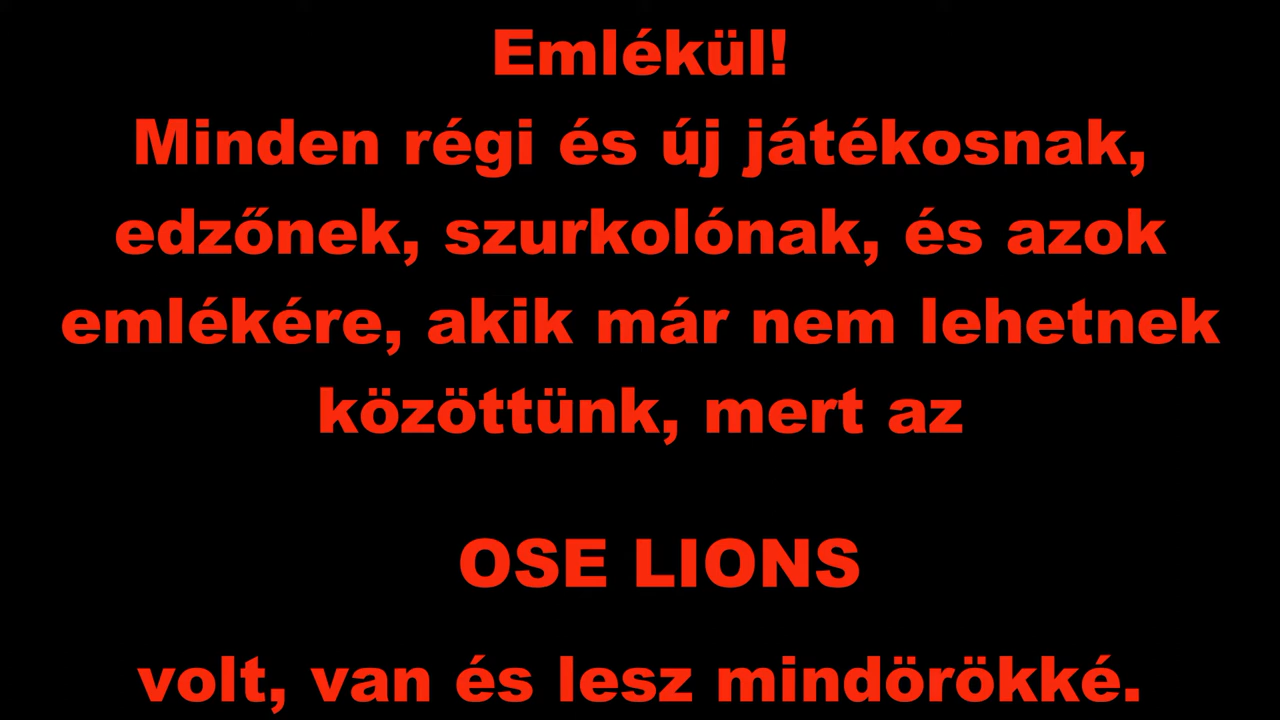 Emlékül!
Minden régi és új játékosnak,
edzőnek, szurkolónak, és azok
emlékére, akik már nem lehetnek
közöttünk, mert az
OSE LIONS
volt, van és lesz mindörökké.